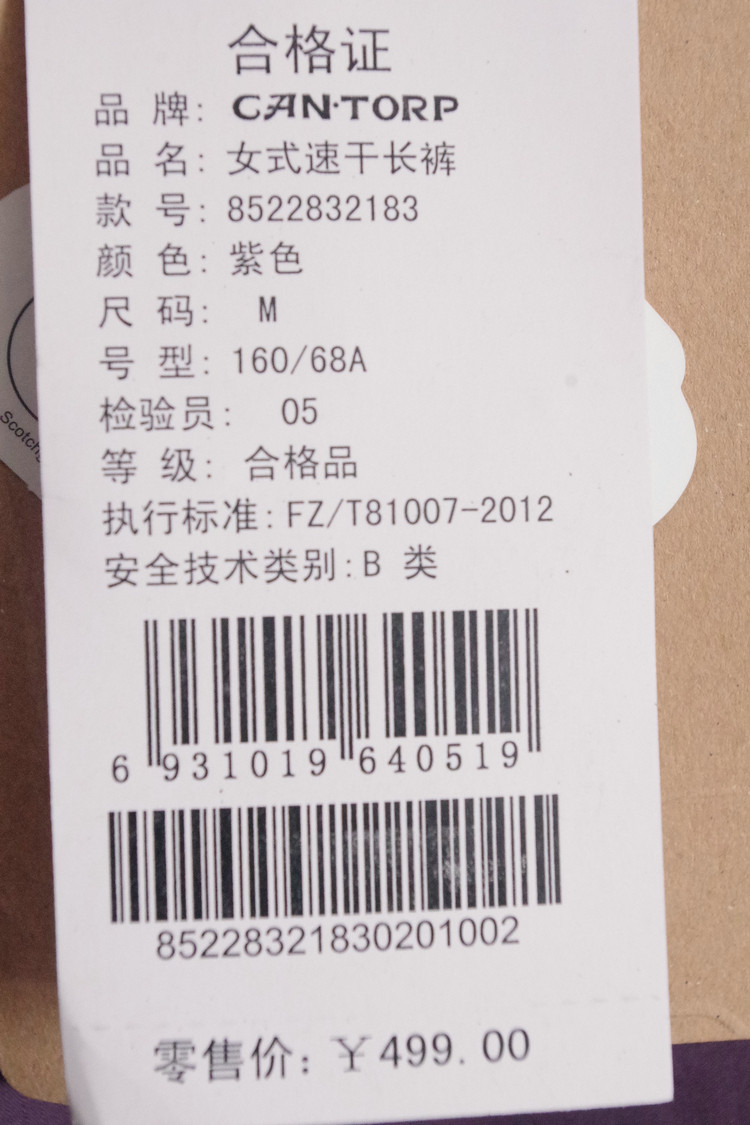 合格证
品 牌: CAN·TORP
品 名: 女式速干长裤
款 号: 8522832183
颜 色: 紫色
尺 码: M
号 型: 160/68A
检验员: 05
等 级: 合格品
执行标准: FZ/T81007-2012
安全技术类别: B 类
6 931019 640519
85228321830201002
零售价: ￥499.00